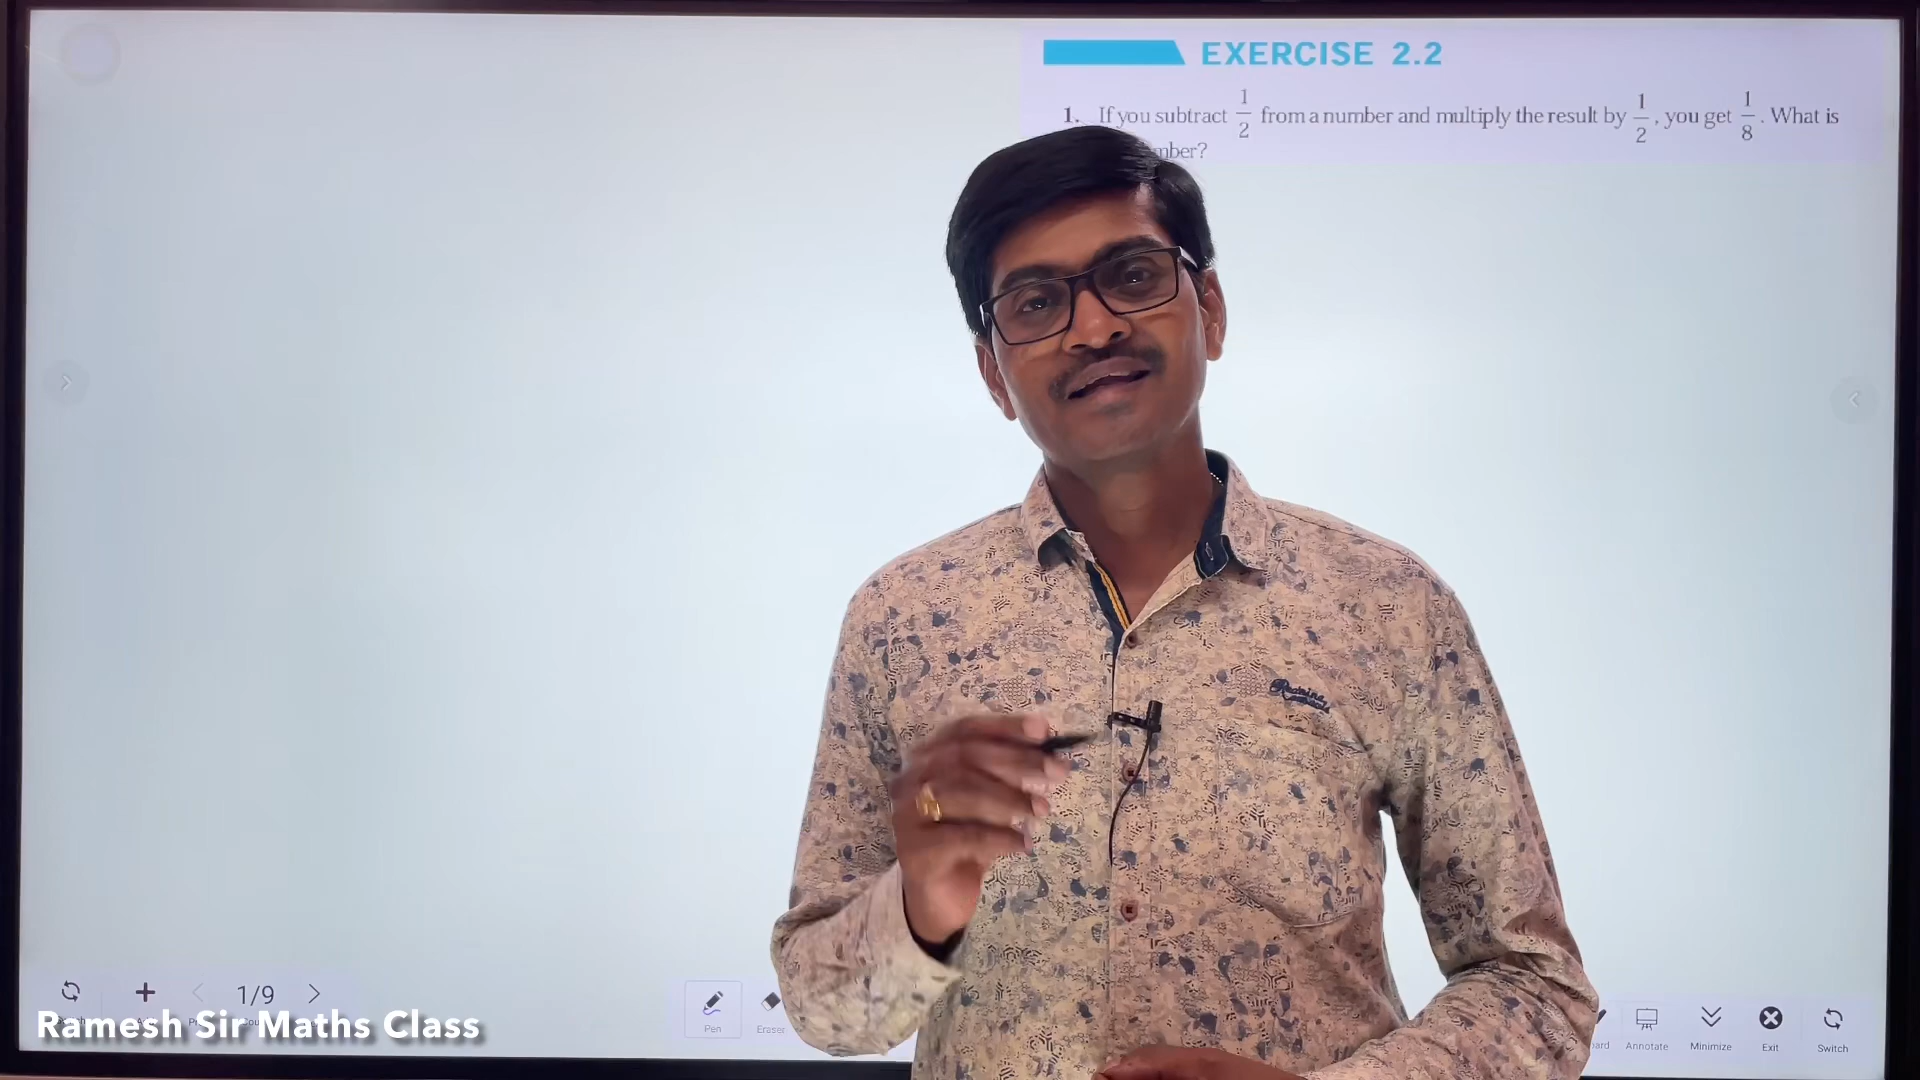 EXERCISE 2.2
1. If you subtract 1/2 from a number and multiply the result by 1/2, you get 1/8. What is
number?
1/9
Pen
Eraser
Annotate
Minimize
Exit
Switch
Ramesh Sir Maths Class